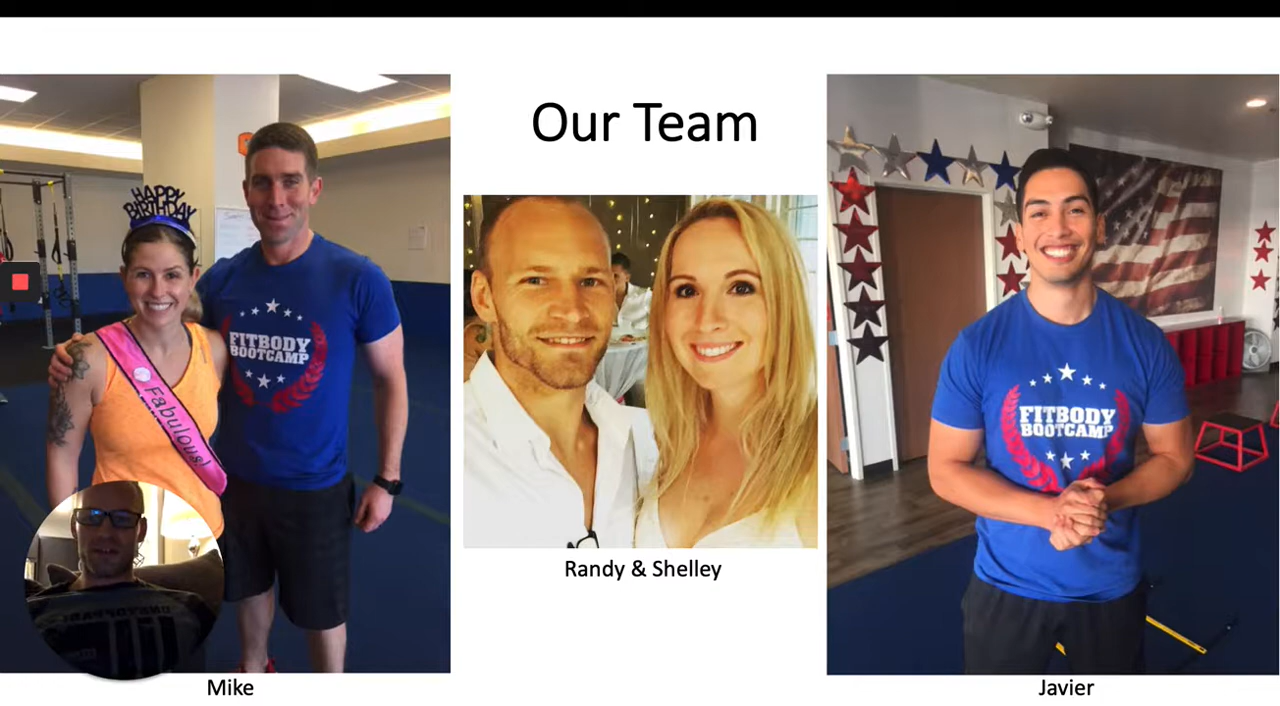 Our Team
HAPPY
BIRTHDAY
Fabulous!
FITBODY
BOOTCAMP
FITBODY
BOOTCAMP
Randy & Shelley
Mike
Javier